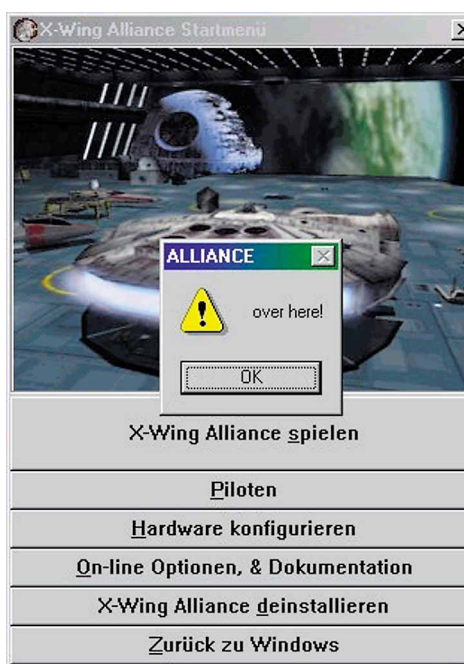 X-Wing Alliance Startmenü
ALLIANCE
over here!
OK
X-Wing Alliance spielen
Piloten
Hardware konfigurieren
On-line Optionen, & Dokumentation
X-Wing Alliance deinstallieren
Zurück zu Windows